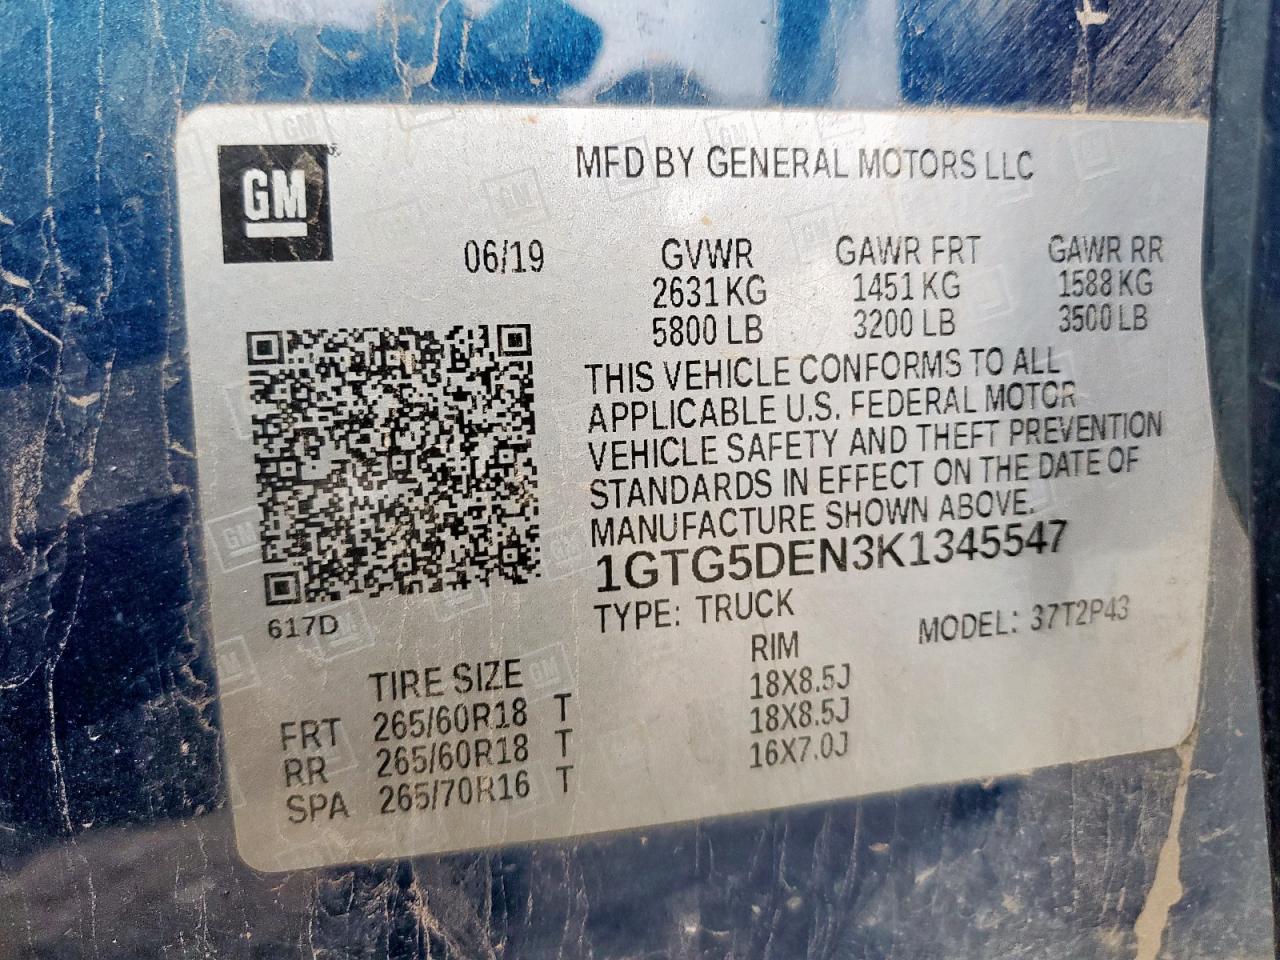 GM
MFD BY GENERAL MOTORS LLC
06/19
GVWR GAWR FRT GAWR RR
2631 KG 1451 KG 1588 KG
5800 LB 3200 LB 3500 LB
THIS VEHICLE CONFORMS TO ALL
APPLICABLE U.S. FEDERAL MOTOR
VEHICLE SAFETY AND THEFT PREVENTION
STANDARDS IN EFFECT ON THE DATE OF
MANUFACTURE SHOWN ABOVE.
1GTG5DEN3K1345547
617D
TYPE: TRUCK MODEL: 37T2P43
TIRE SIZE RIM
FRT 265/60R18 T 18X8.5J
RR 265/60R18 T 18X8.5J
SPA 265/70R16 T 16X7.0J